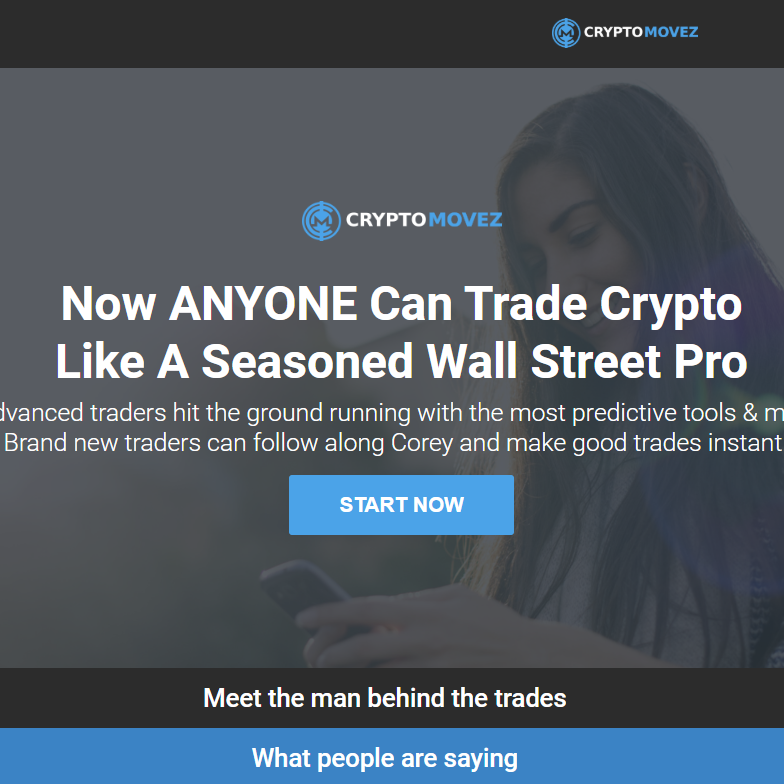 CRYPTOMOVEZ
CRYPTOMOVEZ
Now ANYONE Can Trade Crypto
Like A Seasoned Wall Street Pro
traders hit the ground running with the most predictive tools &
Brand new traders can follow along Corey and make good trades
START NOW
Meet the man behind the trades
What people are saying